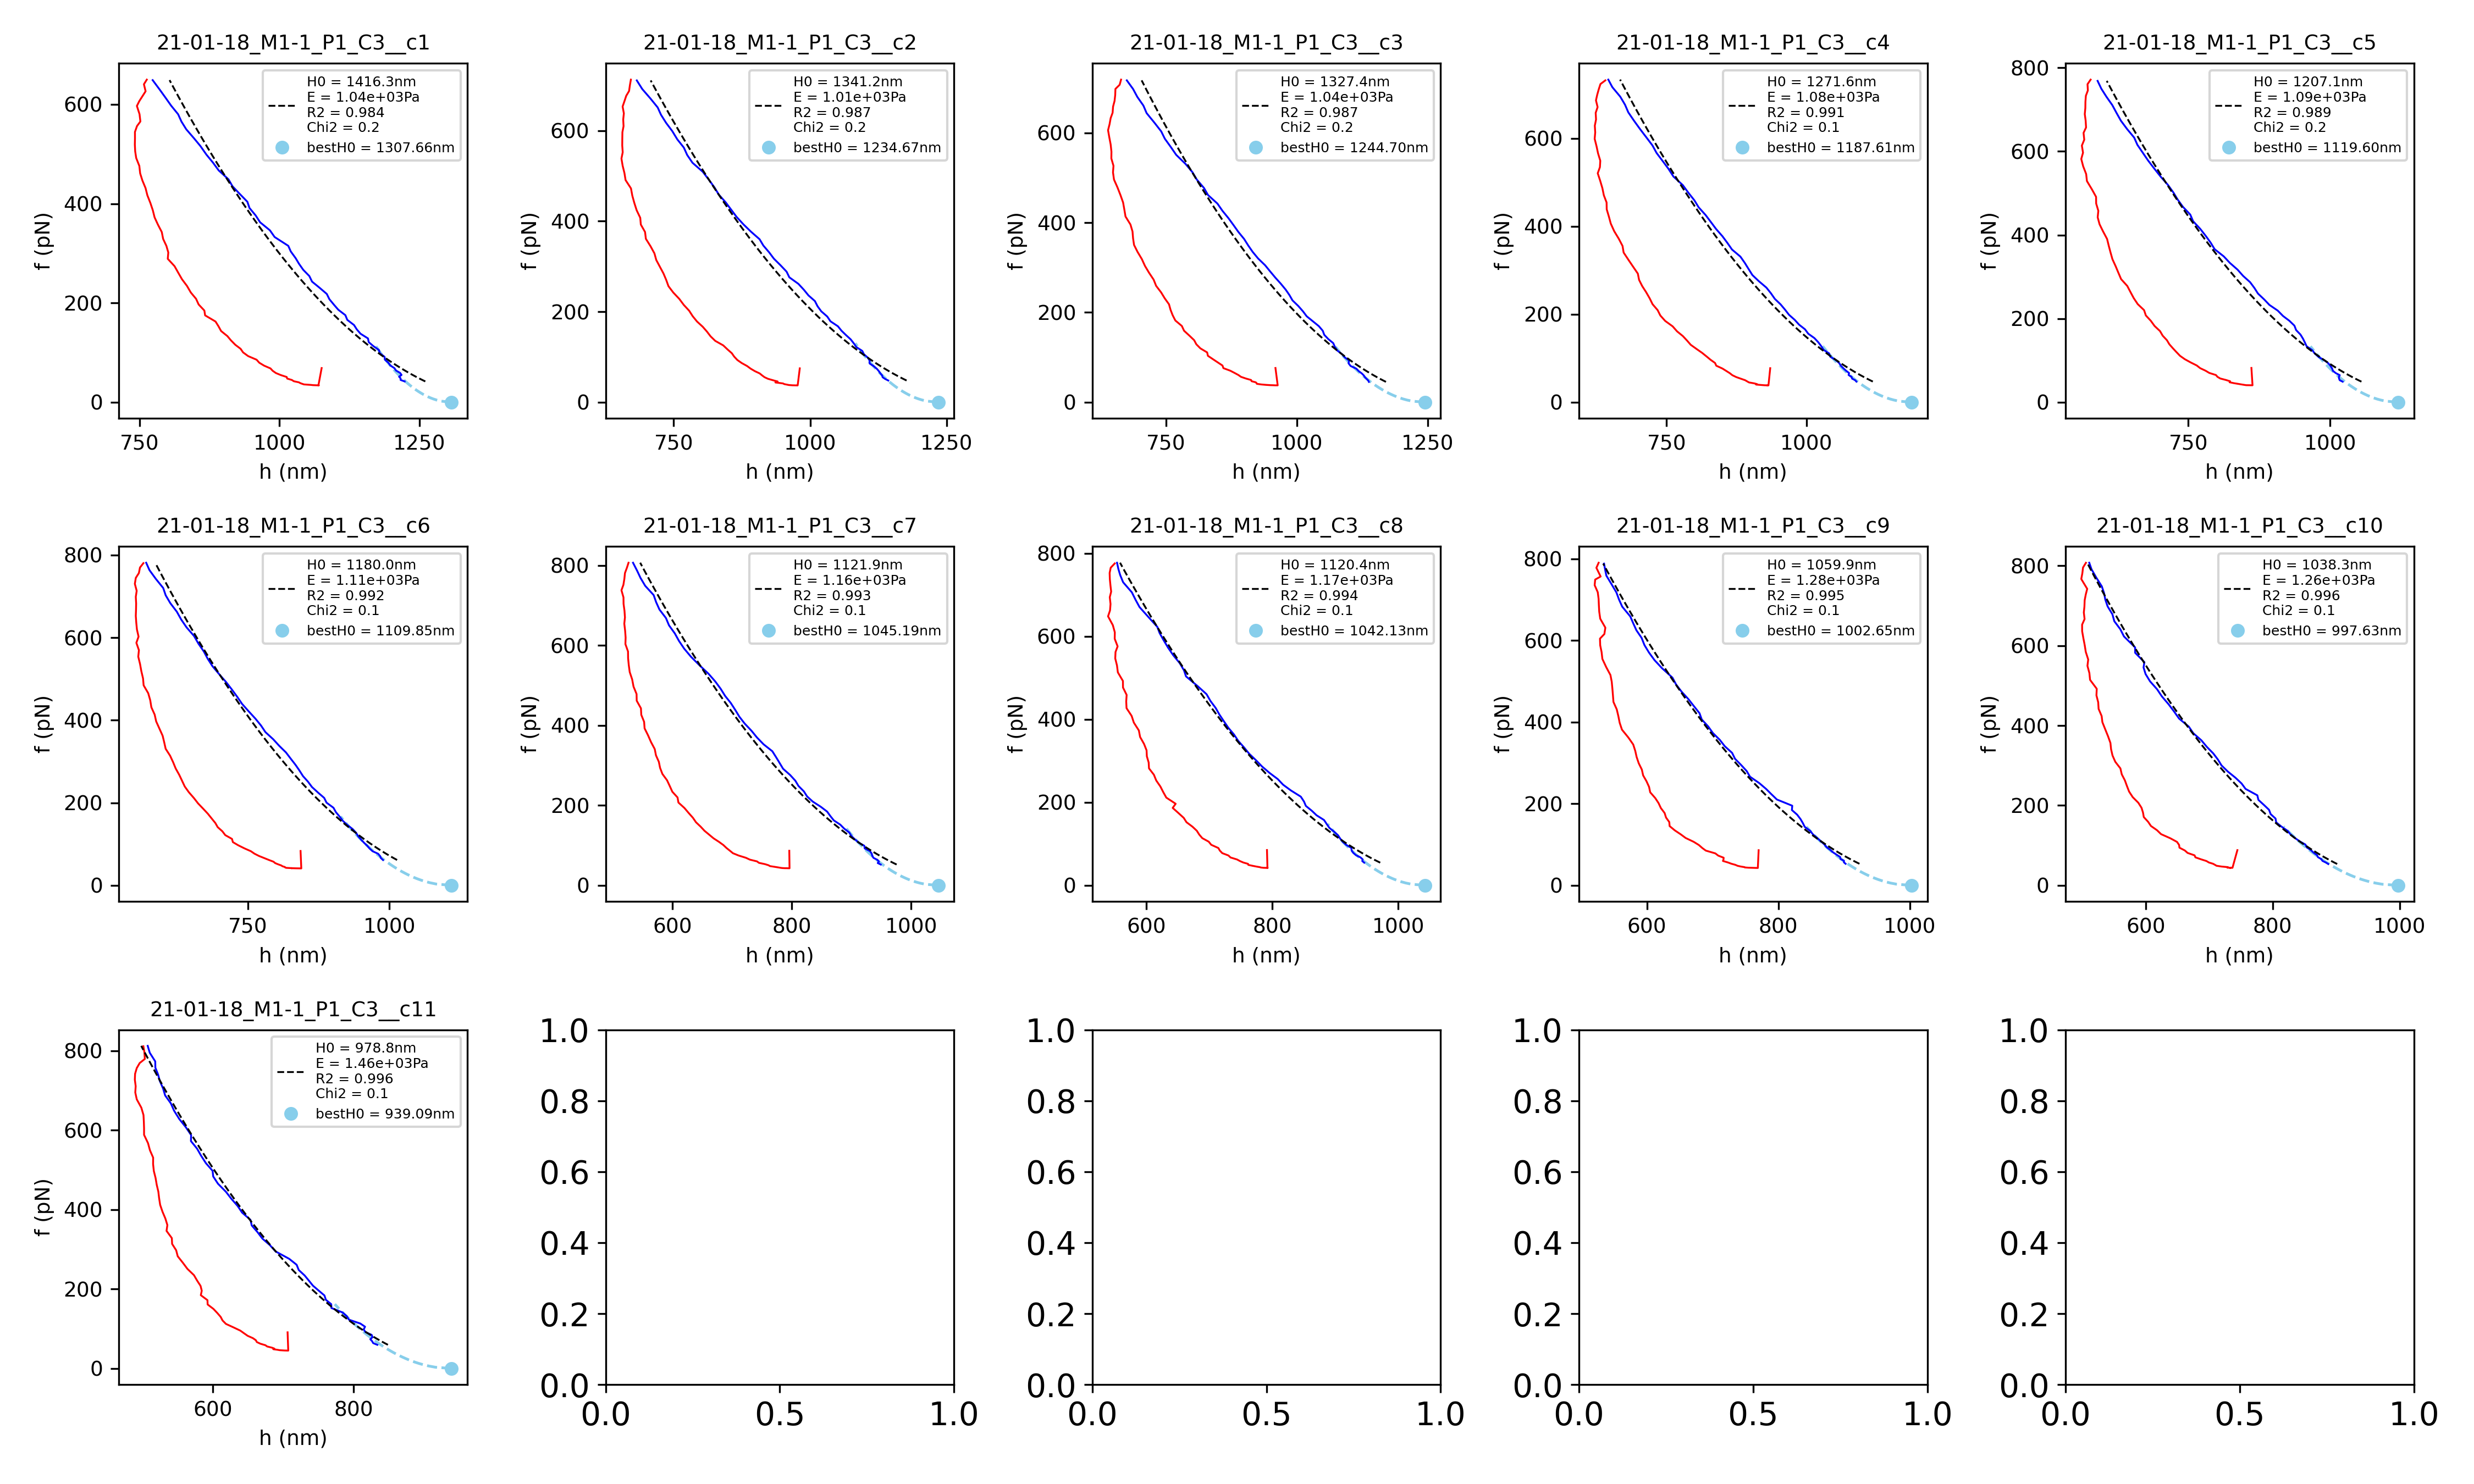 21-01-18_M1-1_P1_C3__c1
H0 = 1416.3nm
E = 1.04e+03Pa
R2 = 0.984
Chi2 = 0.2
bestH0 = 1307.66nm
600
400
200
0
f (pN)
750
1000
1250
h (nm)
21-01-18_M1-1_P1_C3__c2
H0 = 1341.2nm
E = 1.01e+03Pa
R2 = 0.987
Chi2 = 0.2
bestH0 = 1234.67nm
600
400
200
0
f (pN)
750
1000
1250
h (nm)
21-01-18_M1-1_P1_C3__c3
H0 = 1327.4nm
E = 1.04e+03Pa
R2 = 0.987
Chi2 = 0.2
bestH0 = 1244.70nm
600
400
200
0
f (pN)
750
1000
1250
h (nm)
21-01-18_M1-1_P1_C3__c4
H0 = 1271.6nm
E = 1.08e+03Pa
R2 = 0.991
Chi2 = 0.1
bestH0 = 1187.61nm
600
400
200
0
f (pN)
750
1000
h (nm)
21-01-18_M1-1_P1_C3__c5
H0 = 1207.1nm
E = 1.09e+03Pa
R2 = 0.989
Chi2 = 0.2
bestH0 = 1119.60nm
800
600
400
200
0
f (pN)
750
1000
h (nm)
21-01-18_M1-1_P1_C3__c6
H0 = 1180.0nm
E = 1.11e+03Pa
R2 = 0.992
Chi2 = 0.1
bestH0 = 1109.85nm
800
600
400
200
0
f (pN)
750
1000
h (nm)
21-01-18_M1-1_P1_C3__c7
H0 = 1121.9nm
E = 1.16e+03Pa
R2 = 0.993
Chi2 = 0.1
bestH0 = 1045.19nm
800
600
400
200
0
f (pN)
600
800
1000
h (nm)
21-01-18_M1-1_P1_C3__c8
H0 = 1120.4nm
E = 1.17e+03Pa
R2 = 0.994
Chi2 = 0.1
bestH0 = 1042.13nm
800
600
400
200
0
f (pN)
600
800
1000
h (nm)
21-01-18_M1-1_P1_C3__c9
H0 = 1059.9nm
E = 1.28e+03Pa
R2 = 0.995
Chi2 = 0.1
bestH0 = 1002.65nm
800
600
400
200
0
f (pN)
600
800
1000
h (nm)
21-01-18_M1-1_P1_C3__c10
H0 = 1038.3nm
E = 1.26e+03Pa
R2 = 0.996
Chi2 = 0.1
bestH0 = 997.63nm
800
600
400
200
0
f (pN)
600
800
1000
h (nm)
21-01-18_M1-1_P1_C3__c11
H0 = 978.8nm
E = 1.46e+03Pa
R2 = 0.996
Chi2 = 0.1
bestH0 = 939.09nm
800
600
400
200
0
f (pN)
600
800
h (nm)
1.0
0.8
0.6
0.4
0.2
0.0
0.0
0.5
1.0
1.0
0.8
0.6
0.4
0.2
0.0
0.0
0.5
1.0
1.0
0.8
0.6
0.4
0.2
0.0
0.0
0.5
1.0
1.0
0.8
0.6
0.4
0.2
0.0
0.0
0.5
1.0